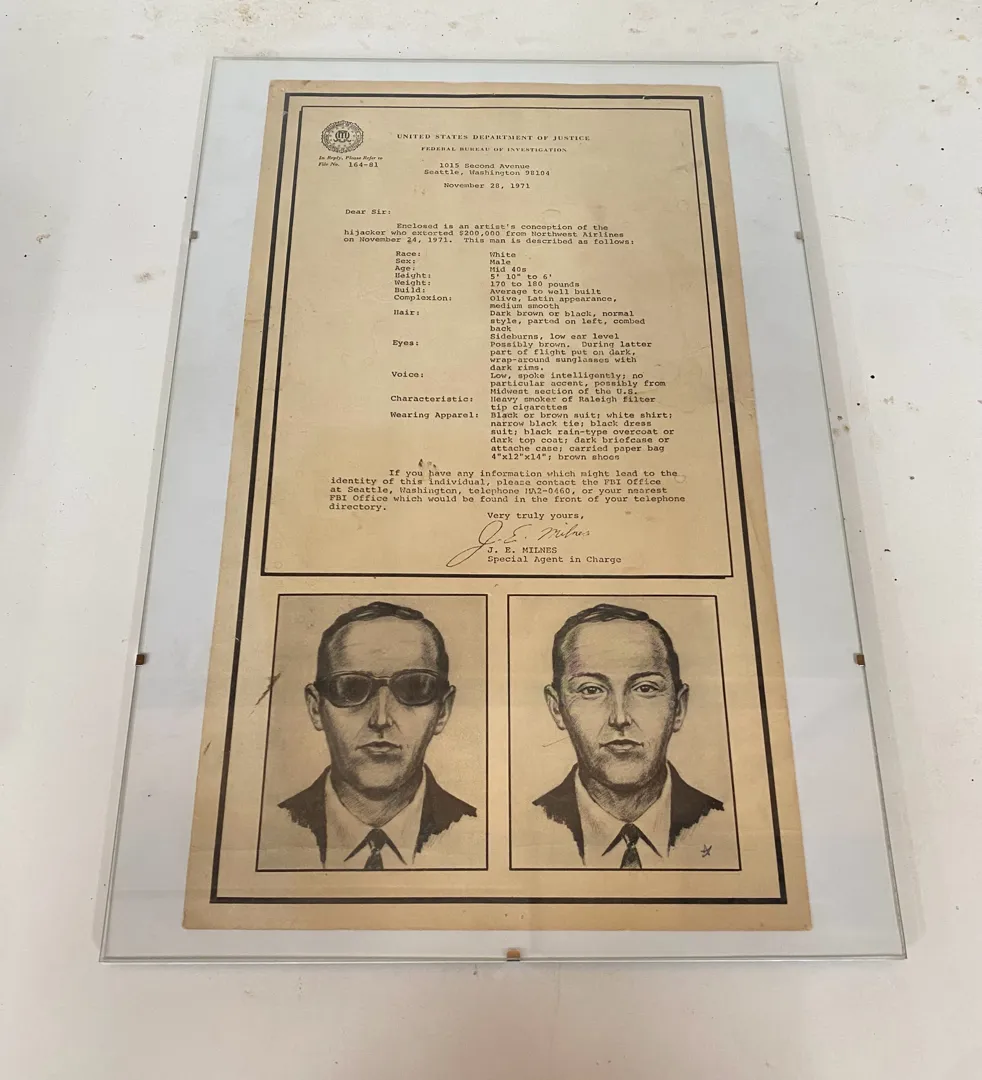 UNITED STATES DEPARTMENT OF JUSTICE
FEDERAL BUREAU OF INVESTIGATION
In Reply, Please Refer to
File No. 164-81
1015 Second Avenue
Seattle, Washington 98104
November 28, 1971
Dear Sir:
Enclosed is an artist's conception of the
hijacker who extorted $200,000 from Northwest Airlines
on November 24, 1971. This man is described as follows:
Race: White
Sex: Male
Age: Mid 40s
Height: 5' 10" to 6'
Weight: 170 to 180 pounds
Build: Average to well built
Complexion: Olive, Latin appearance,
medium smooth
Hair: Dark brown or black, normal
style, parted on left, combed
back
Sideburns, low ear level
Eyes: Possibly brown. During latter
part of flight put on dark,
wrap-around sunglasses with
dark rims.
Voice: Low, spoke intelligently; no
particular accent, possibly from
Midwest section of the U.S.
Characteristic: Heavy smoker of Raleigh filter
tip cigarettes
Wearing Apparel: Black or brown suit; white shirt;
narrow black tie; black dress
suit; black rain-type overcoat or
dark top coat; dark briefcase or
attache case; carried paper bag
4"x12"x14"; brown shoes
If you have any information which might lead to the
identity of this individual, please contact the FBI Office
at Seattle, Washington, telephone MA2-0460, or your nearest
FBI Office which would be found in the front of your telephone
directory.
Very truly yours,
J. E. Milnes
J. E. MILNES
Special Agent in Charge